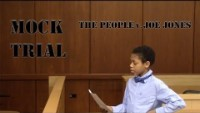 MOCK
TRIAL
THE PEOPLE v. JOE JONES